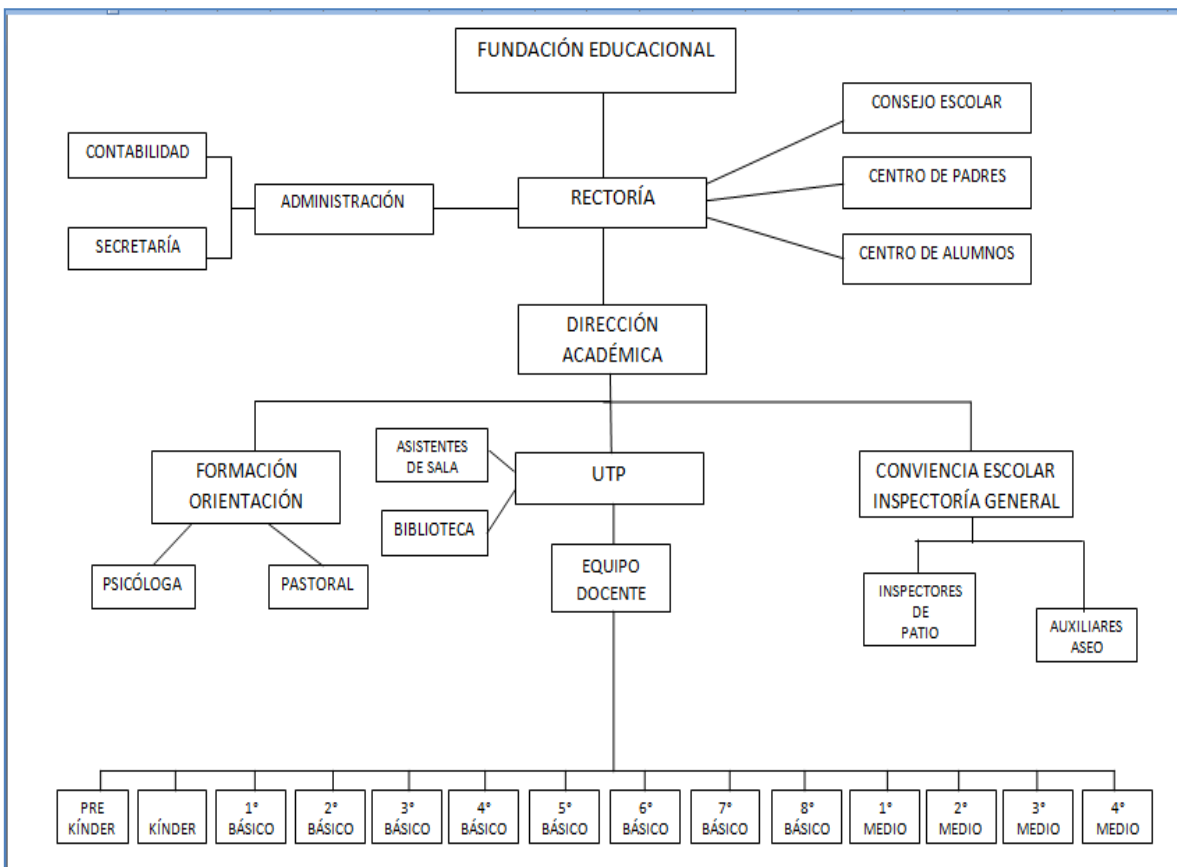 FUNDACIÓN EDUCACIONAL
CONSEJO ESCOLAR
CONTABILIDAD
CENTRO DE PADRES
ADMINISTRACIÓN
RECTORÍA
SECRETARÍA
CENTRO DE ALUMNOS
DIRECCIÓN
ACADÉMICA
FORMACIÓN
ORIENTACIÓN
ASISTENTES
DE SALA
UTP
CONVIENCIA ESCOLAR
INSPECTORÍA GENERAL
BIBLIOTECA
PSICÓLOGA
PASTORAL
EQUIPO
DOCENTE
INSPECTORES
DE
PATIO
AUXILIARES
ASEO
PRE
KÍNDER
KÍNDER
1°
BÁSICO
2°
BÁSICO
3°
BÁSICO
4°
BÁSICO
5°
BÁSICO
6°
BÁSICO
7°
BÁSICO
8°
BÁSICO
1°
MEDIO
2°
MEDIO
3°
MEDIO
4°
MEDIO